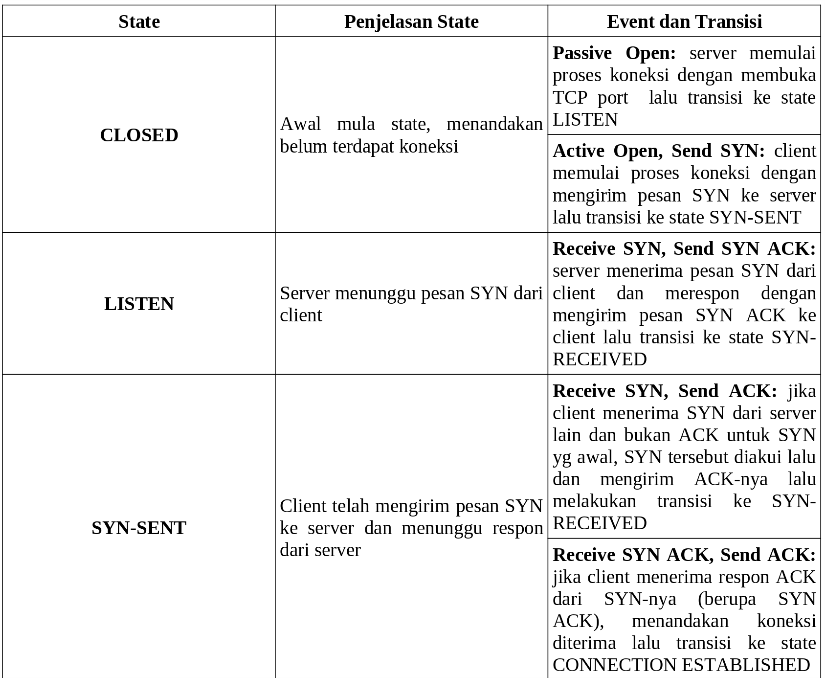 State
Penjelasan State
Event dan Transisi
CLOSED
Awal mula state, menandakan
belum terdapat koneksi
Passive Open: server memulai
proses koneksi dengan membuka
TCP port lalu transisi ke state
LISTEN
Active Open, Send SYN: client
memulai proses koneksi dengan
mengirim pesan SYN ke server
lalu transisi ke state SYN-SENT
LISTEN
Server menunggu pesan SYN dari
client
Receive SYN, Send SYN ACK:
server menerima pesan SYN dari
client dan merespon dengan
mengirim pesan SYN ACK ke
client lalu transisi ke state SYN-
RECEIVED
SYN-SENT
Client telah mengirim pesan SYN
ke server dan menunggu respon
dari server
Receive SYN, Send ACK: jika
client menerima SYN dari server
lain dan bukan ACK untuk SYN
yg awal, SYN tersebut diakui lalu
dan mengirim ACK-nya lalu
melakukan transisi ke SYN-
RECEIVED
Receive SYN ACK, Send ACK:
jika client menerima respon ACK
dari SYN-nya (berupa SYN
ACK), menandakan koneksi
diterima lalu transisi ke state
CONNECTION ESTABLISHED